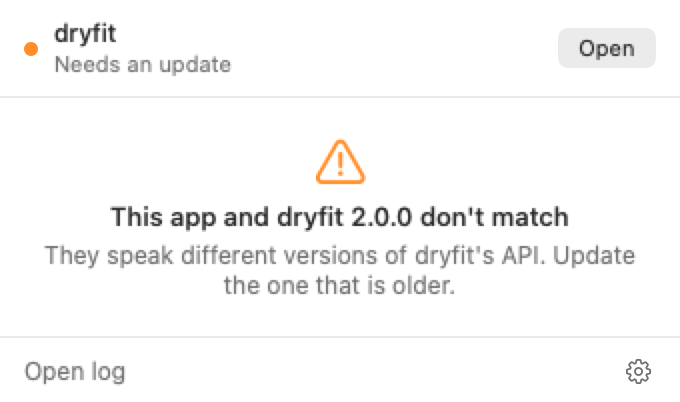 dryfit
Needs an update
Open
This app and dryfit 2.0.0 don't match
They speak different versions of dryfit's API. Update
the one that is older.
Open log